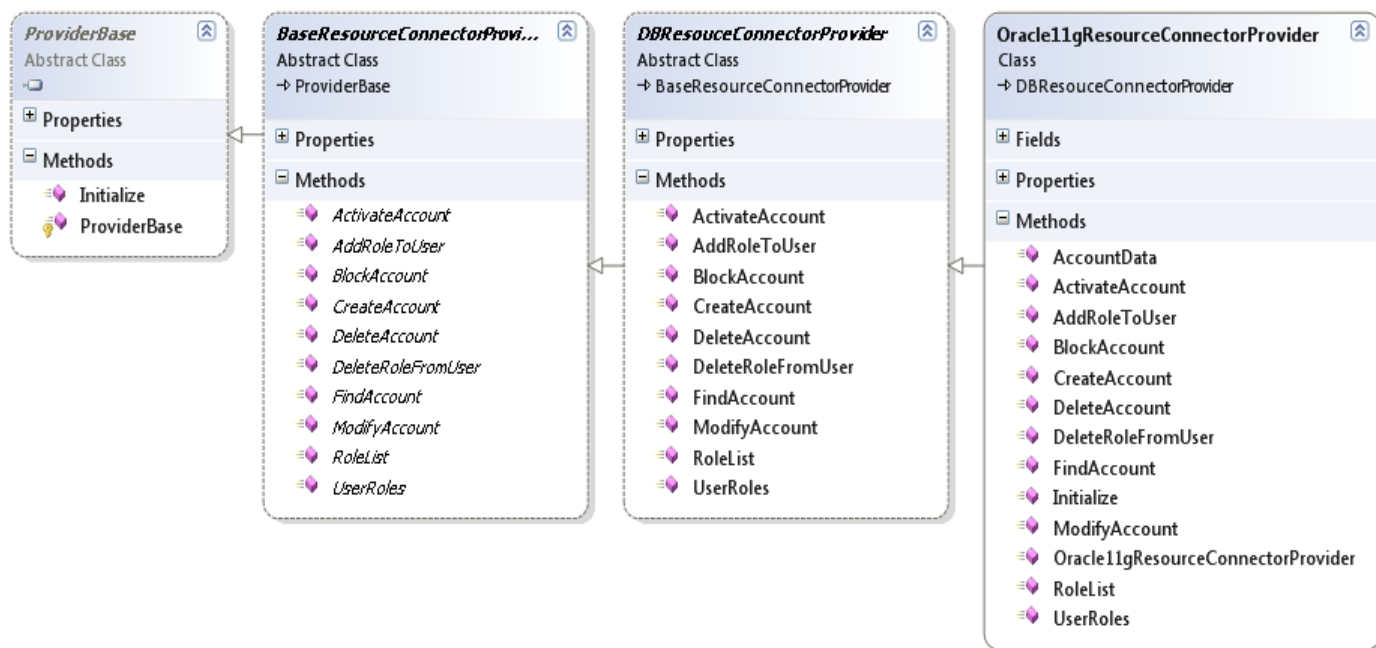 ProviderBase
Abstract Class
Properties
Methods
Initialize
ProviderBase
BaseResourceConnectorProvi...
Abstract Class
ProviderBase
Properties
Methods
ActivateAccount
AddRoleToUser
BlockAccount
CreateAccount
DeleteAccount
DeleteRoleFromUser
FindAccount
ModifyAccount
RoleList
UserRoles
DBResouceConnectorProvider
Abstract Class
BaseResourceConnectorProvider
Properties
Methods
ActivateAccount
AddRoleToUser
BlockAccount
CreateAccount
DeleteAccount
DeleteRoleFromUser
FindAccount
ModifyAccount
RoleList
UserRoles
Oracle11gResourceConnectorProvider
Class
DBResouceConnectorProvider
Fields
Properties
Methods
AccountData
ActivateAccount
AddRoleToUser
BlockAccount
CreateAccount
DeleteAccount
DeleteRoleFromUser
FindAccount
Initialize
ModifyAccount
Oracle11gResourceConnectorProvider
RoleList
UserRoles